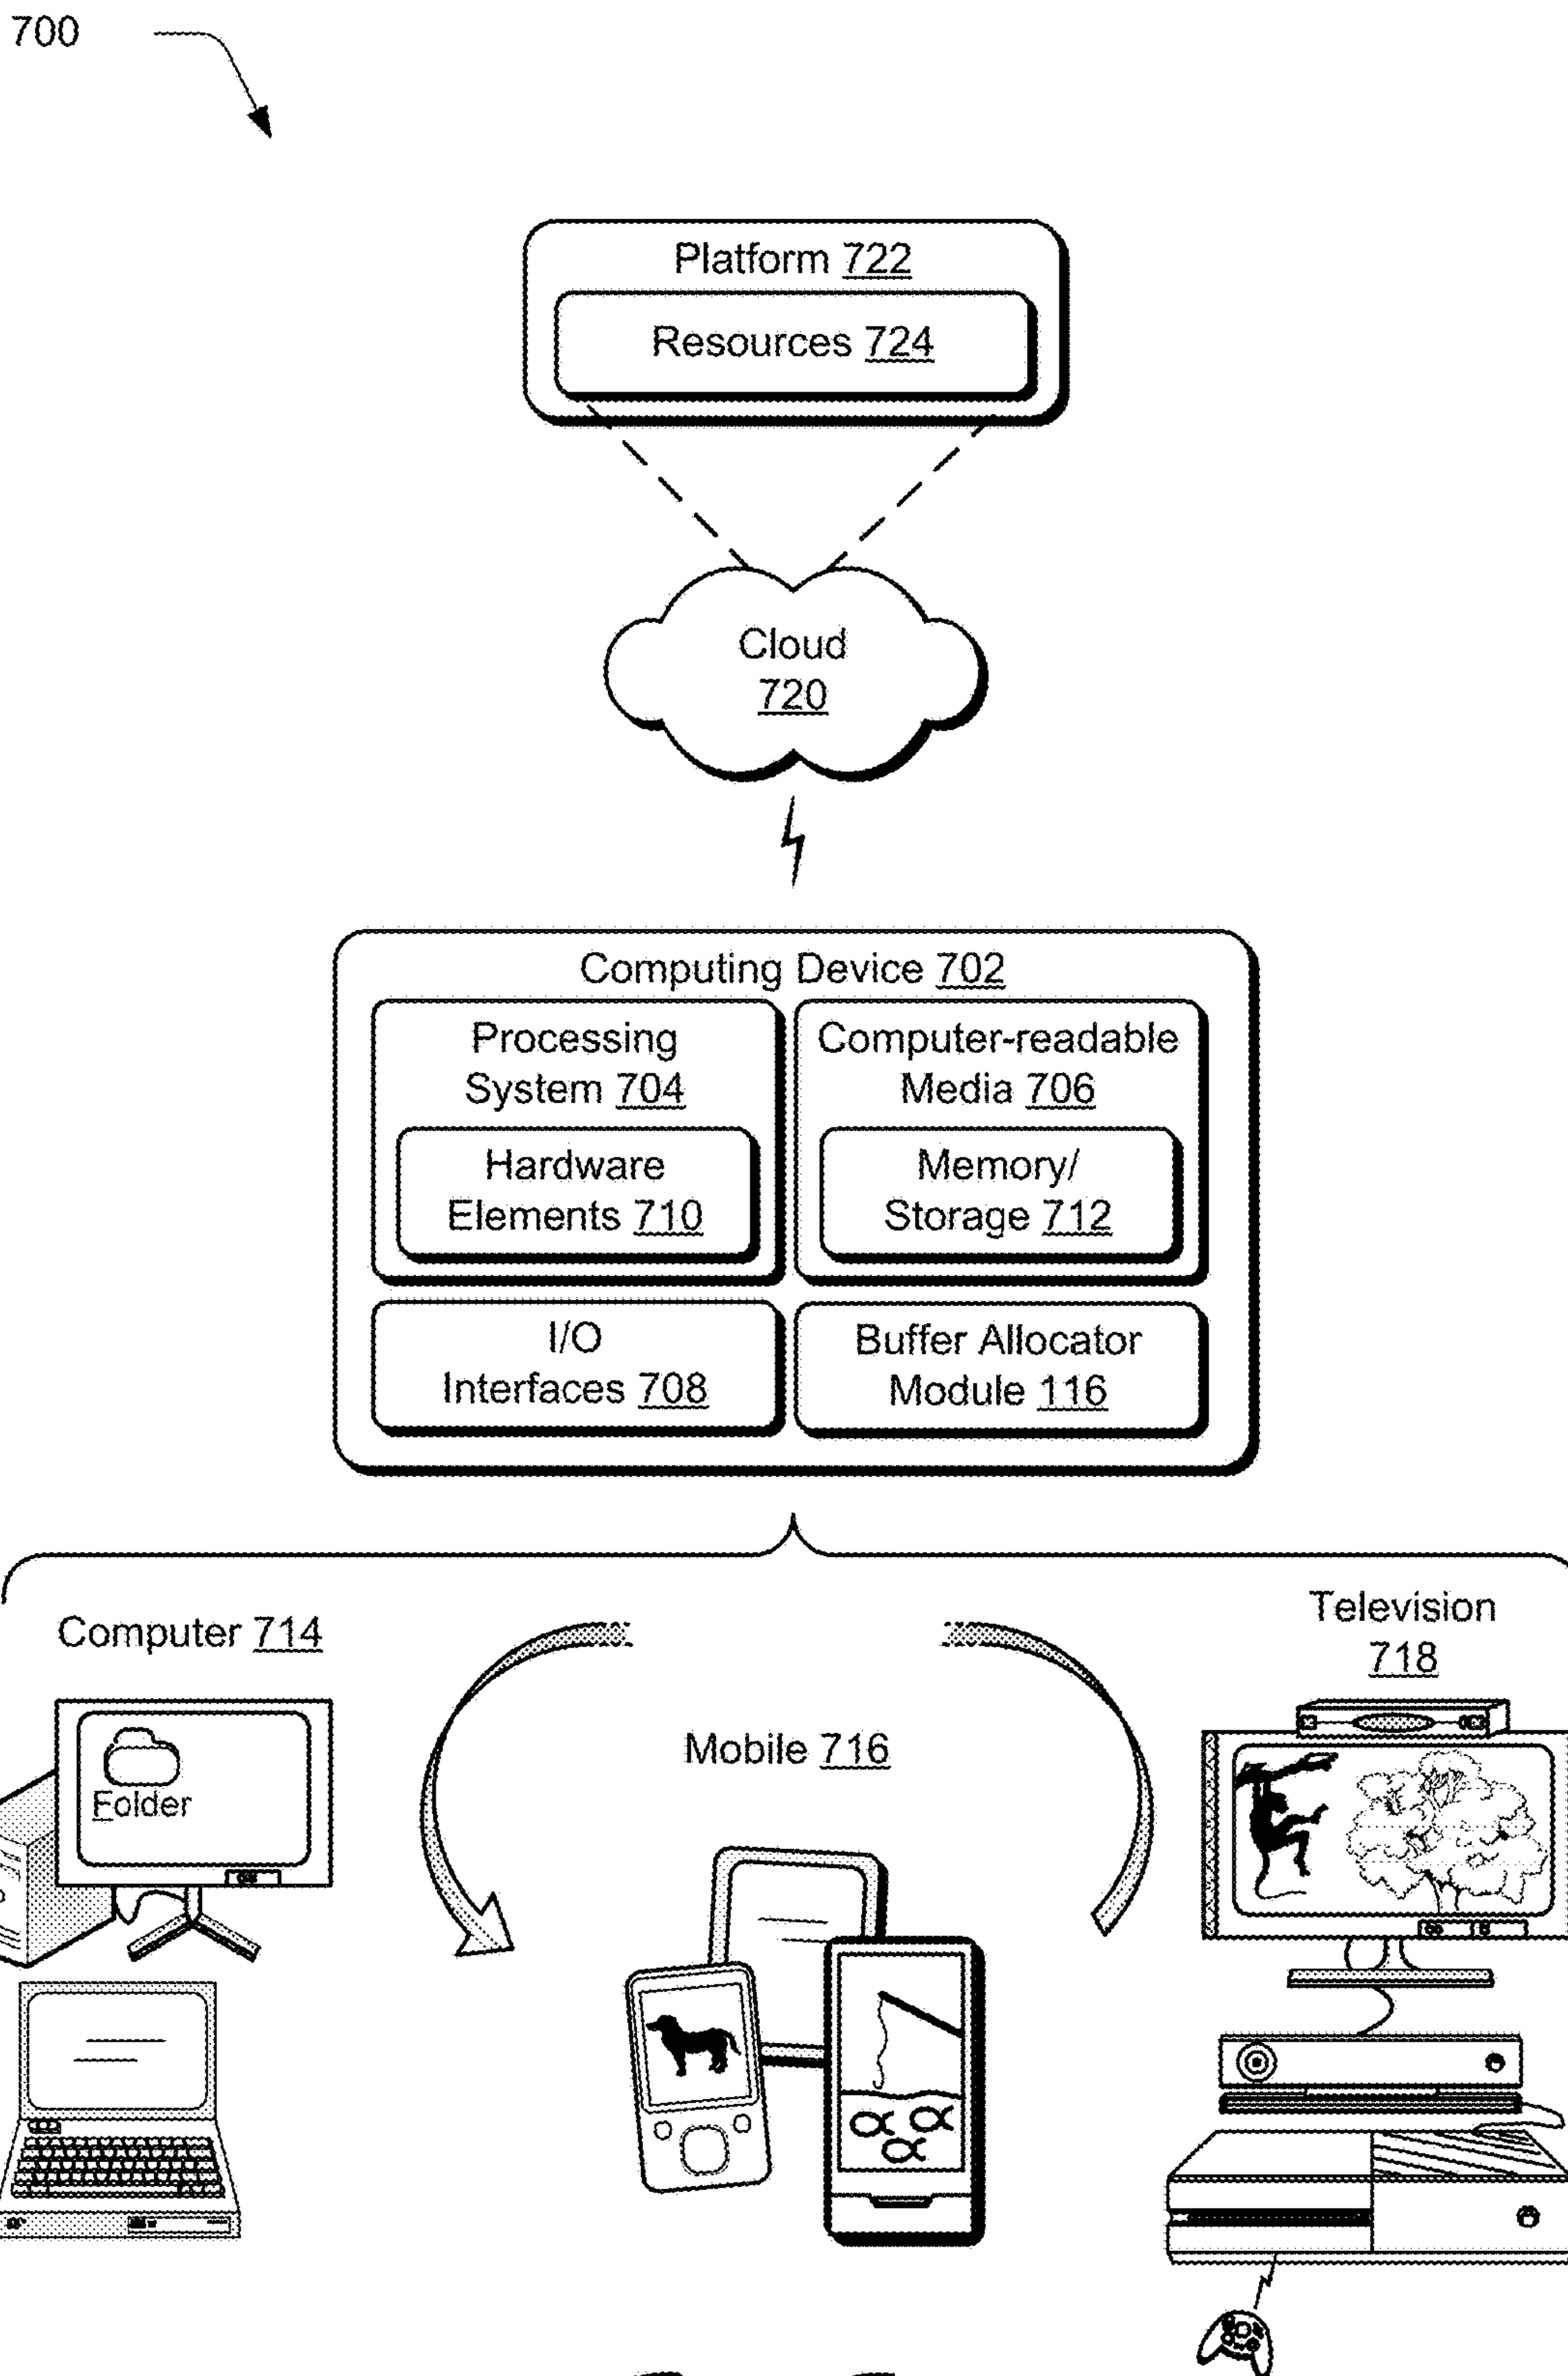 700
Platform 722
Resources 724
Cloud
720
Computing Device 702
Processing
System 704
Computer-readable
Media 706
Hardware
Elements 710
Memory/
Storage 712
I/O
Interfaces 708
Buffer Allocator
Module 116
Computer 714
Television
718
Mobile 716
Folder